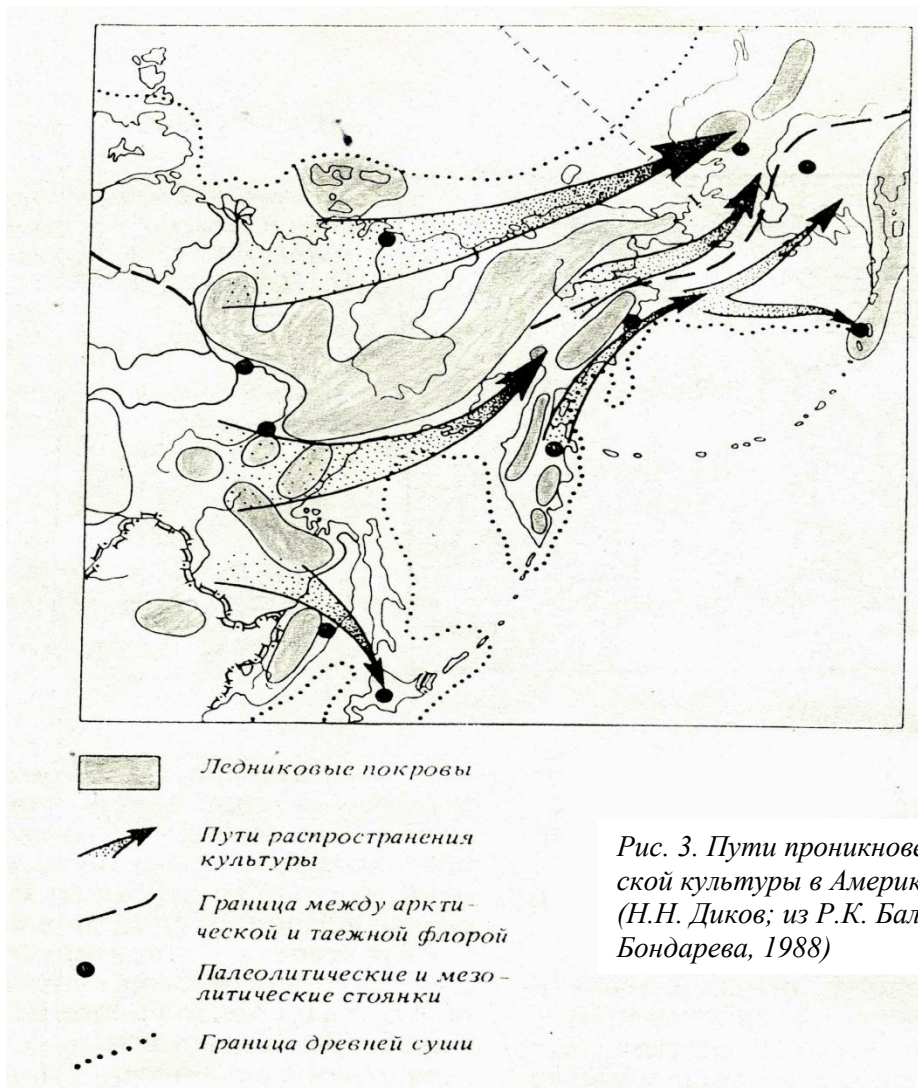 Ледниковые покровы
Пути распространения
культуры
Граница между аркти-
ческой и таежной флорой
Палеолитические и мезо-
литические стоянки
Граница древней суши
Рис. 3. Пути проникнове
ской культуры в Америк
(Н.Н. Диков; из Р.К. Бал
Бондарева, 1988)